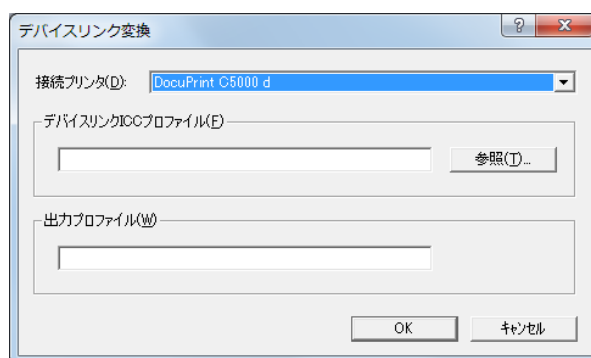 デバイスリンク変換
接続プリンタ(D): DocuPrint C5000 d
デバイスリンクICCプロファイル(F)
参照(T)...
出力プロファイル(W)
OK キャンセル